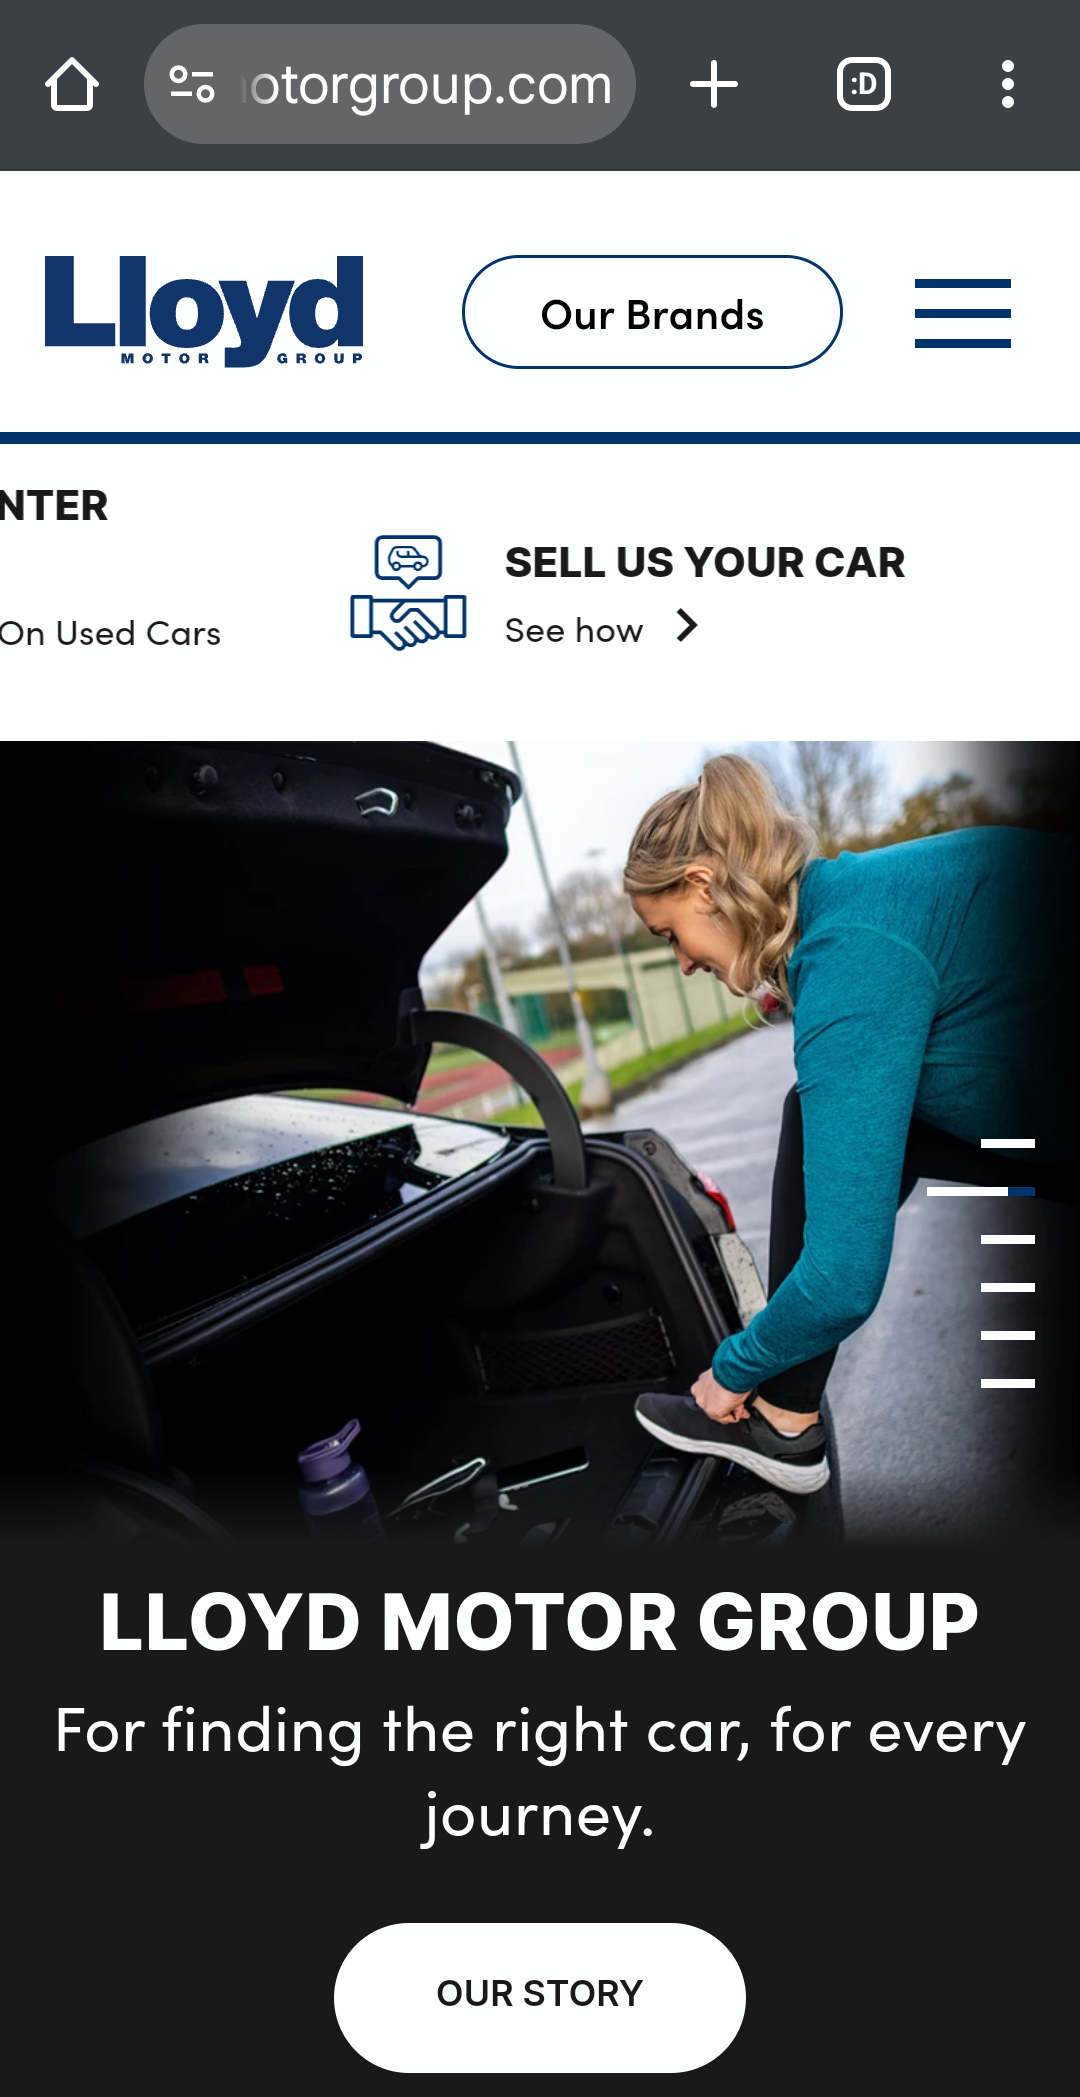 otorgroup.com
:D
Lloyd
MOTOR GROUP
Our Brands
NTER
On Used Cars
SELL US YOUR CAR
See how
LLOYD MOTOR GROUP
For finding the right car, for every
journey.
OUR STORY